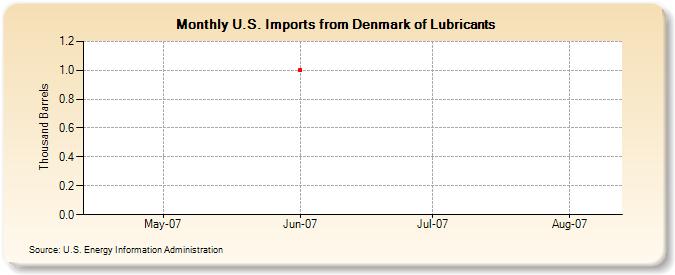 Monthly U.S. Imports from Denmark of Lubricants
Thousand Barrels
1.2
1.0
0.8
0.6
0.4
0.2
0.0
May-07 Jun-07 Jul-07 Aug-07
Source: U.S. Energy Information Administration